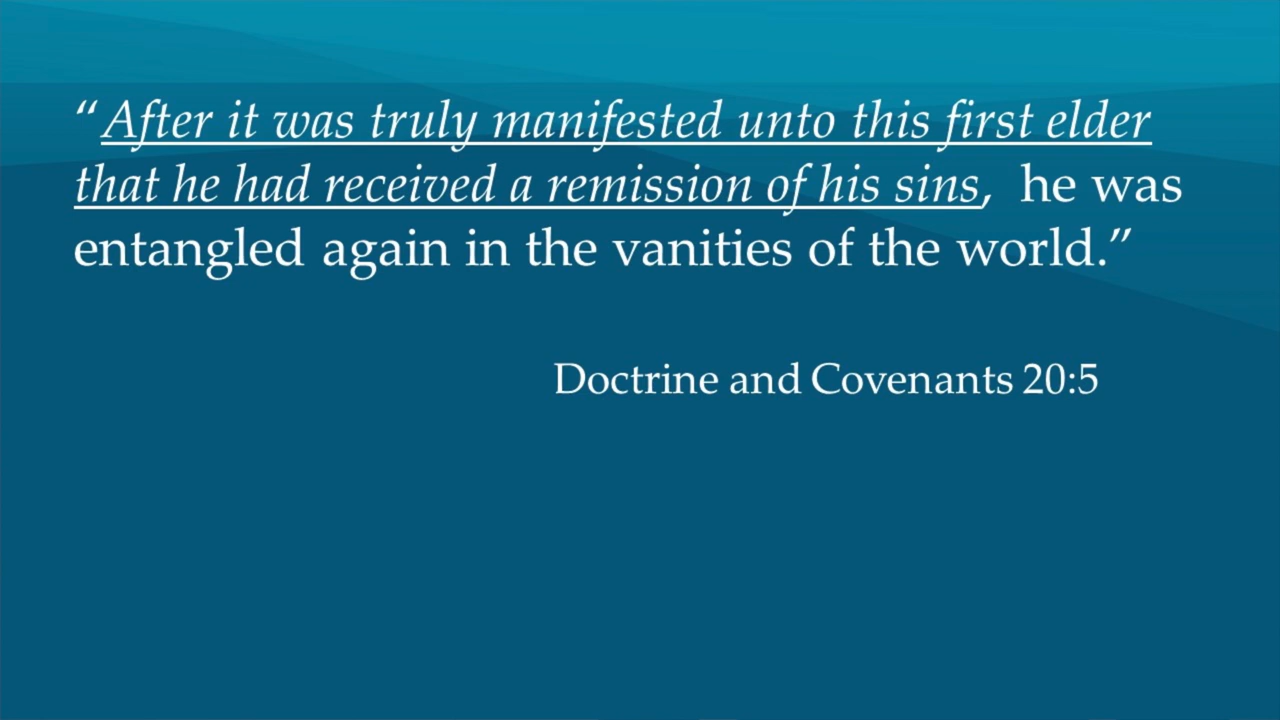 “After it was truly manifested unto this first elder
that he had received a remission of his sins, he was
entangled again in the vanities of the world.”
Doctrine and Covenants 20:5